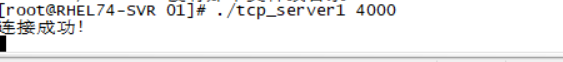 [root@RHEL74-SVR 01]# ./tcp_server1 4000
连接成功!